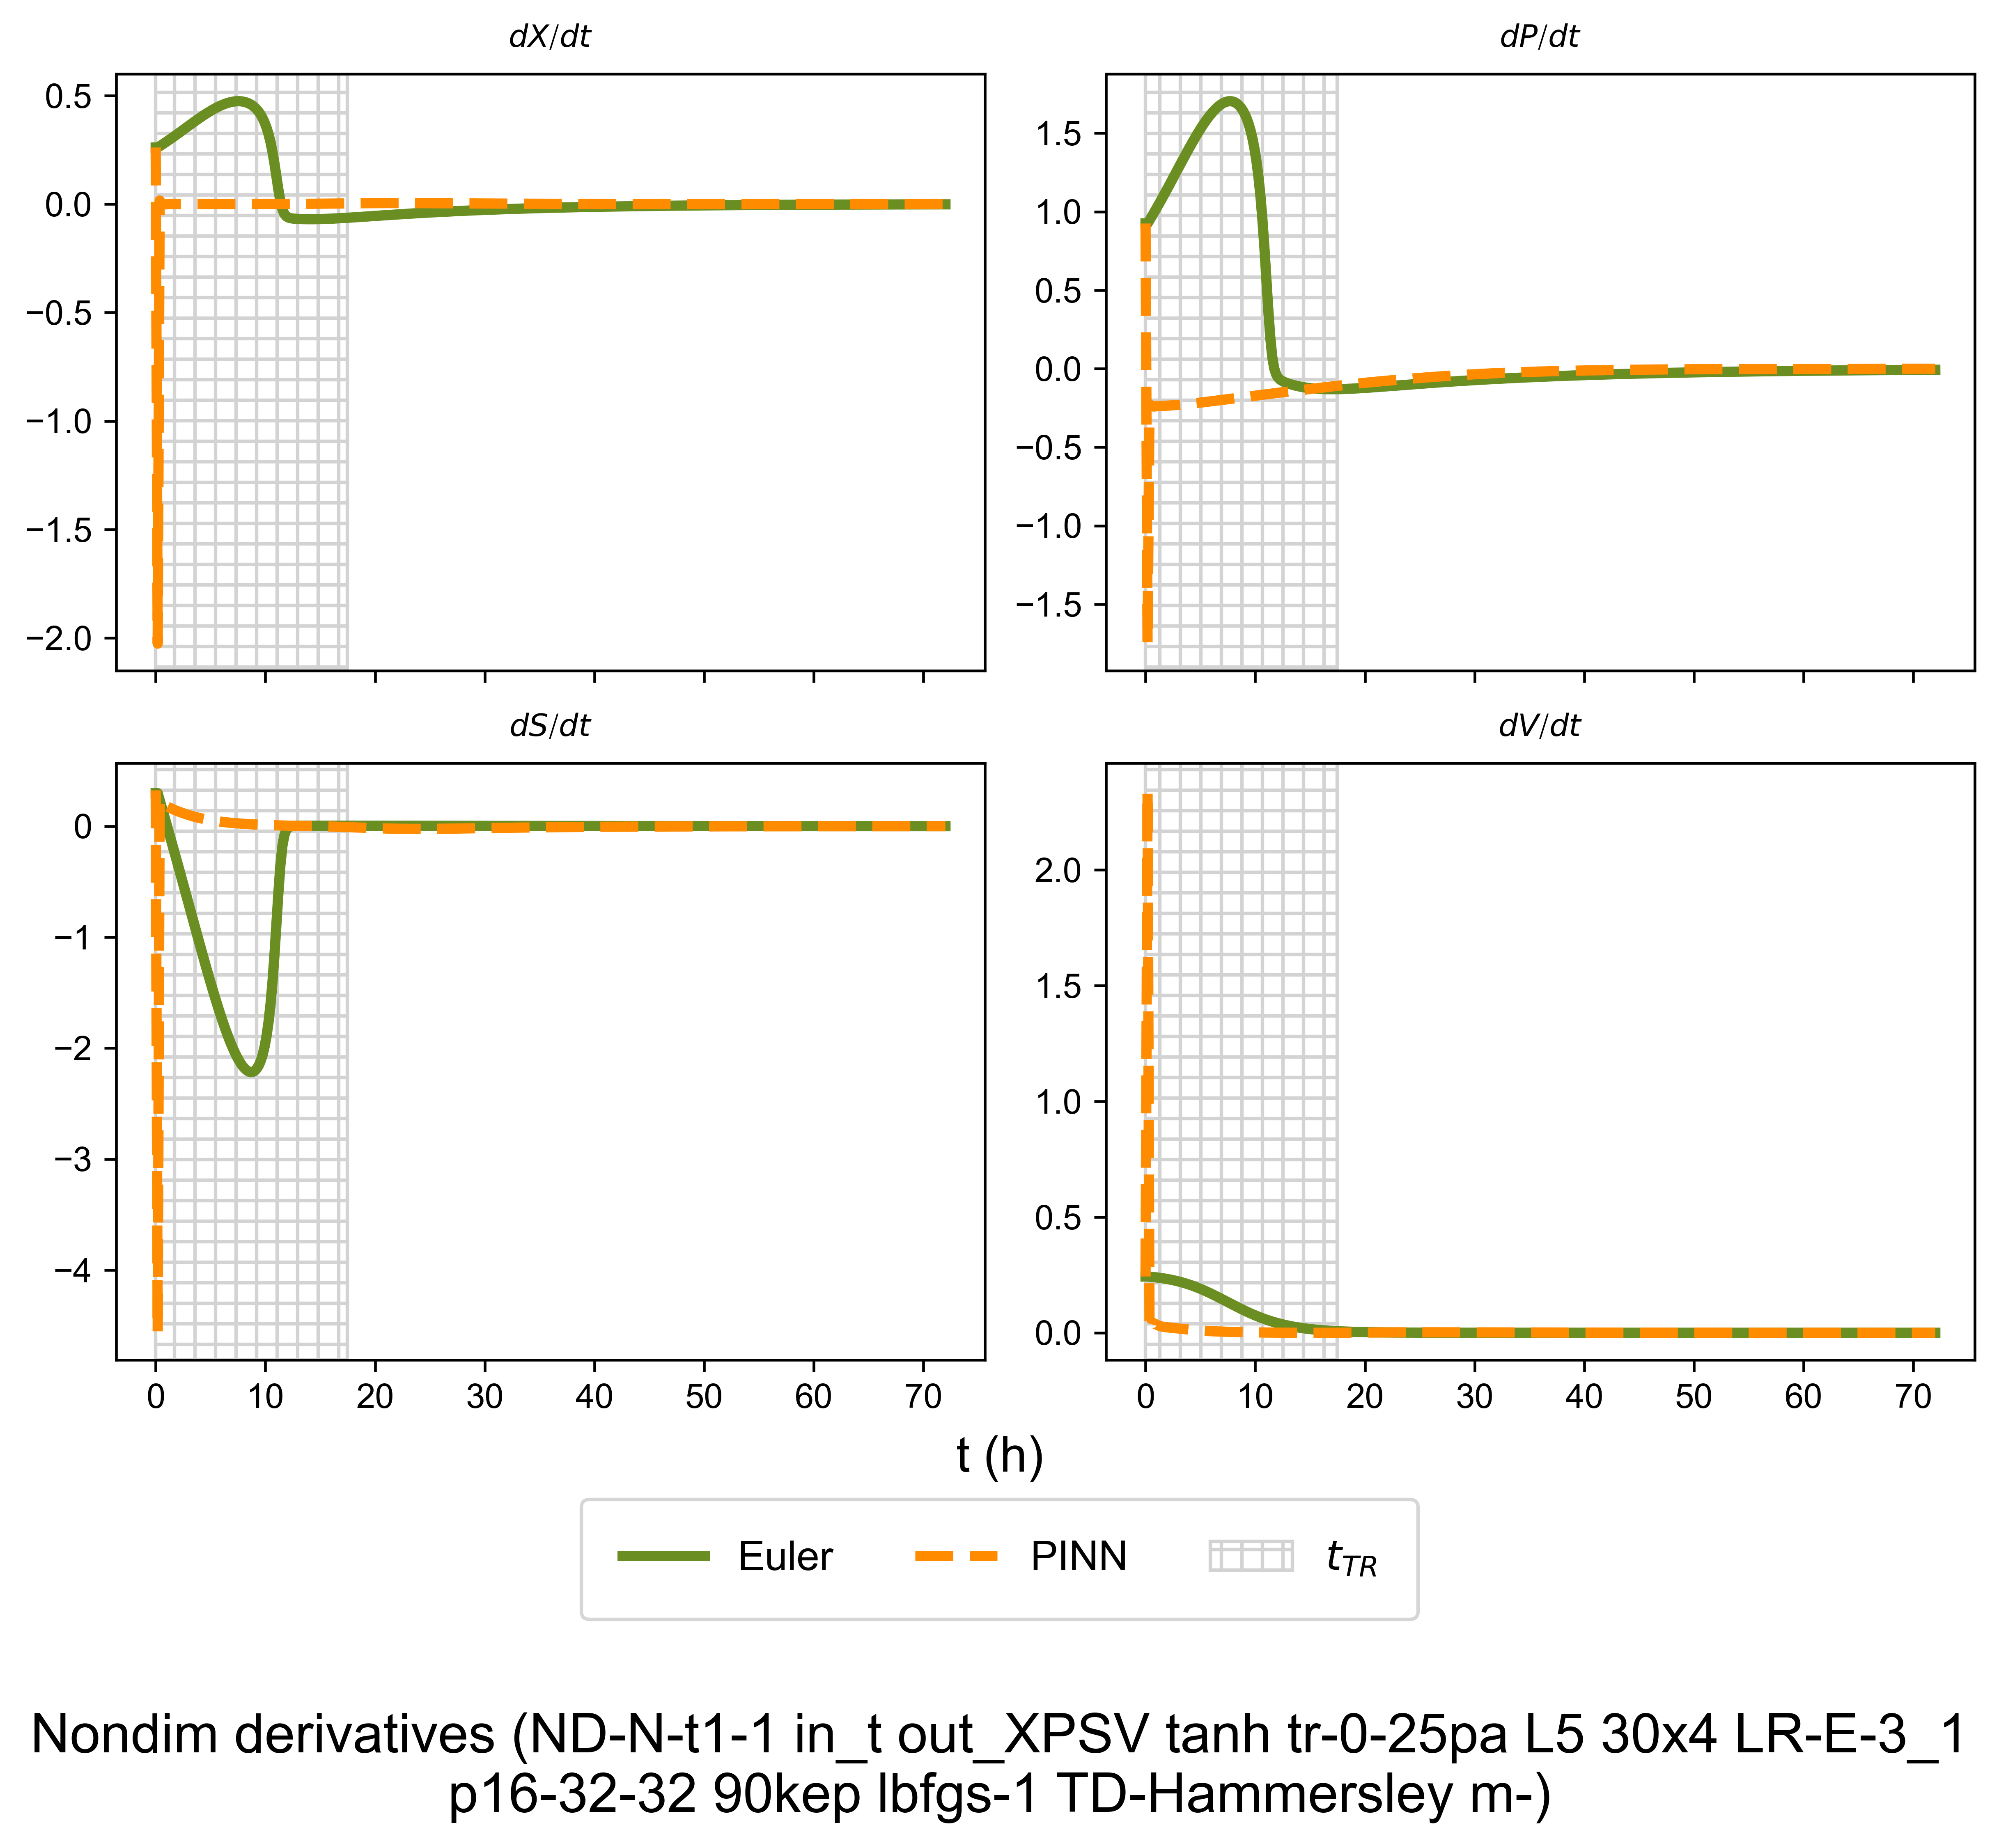 dX/dt
dP/dt
0.5
0.0
−0.5
−1.0
−1.5
−2.0
1.5
1.0
0.5
0.0
−0.5
−1.0
−1.5
dS/dt
dV/dt
0
−1
−2
−3
−4
2.0
1.5
1.0
0.5
0.0
0 10 20 30 40 50 60 70
0 10 20 30 40 50 60 70
t (h)
Euler PINN t_{TR}
Nondim derivatives (ND-N-t1-1 in_t out_XPSV tanh tr-0-25pa L5 30x4 LR-E-3_1
p16-32-32 90kep lbfgs-1 TD-Hammersley m-)